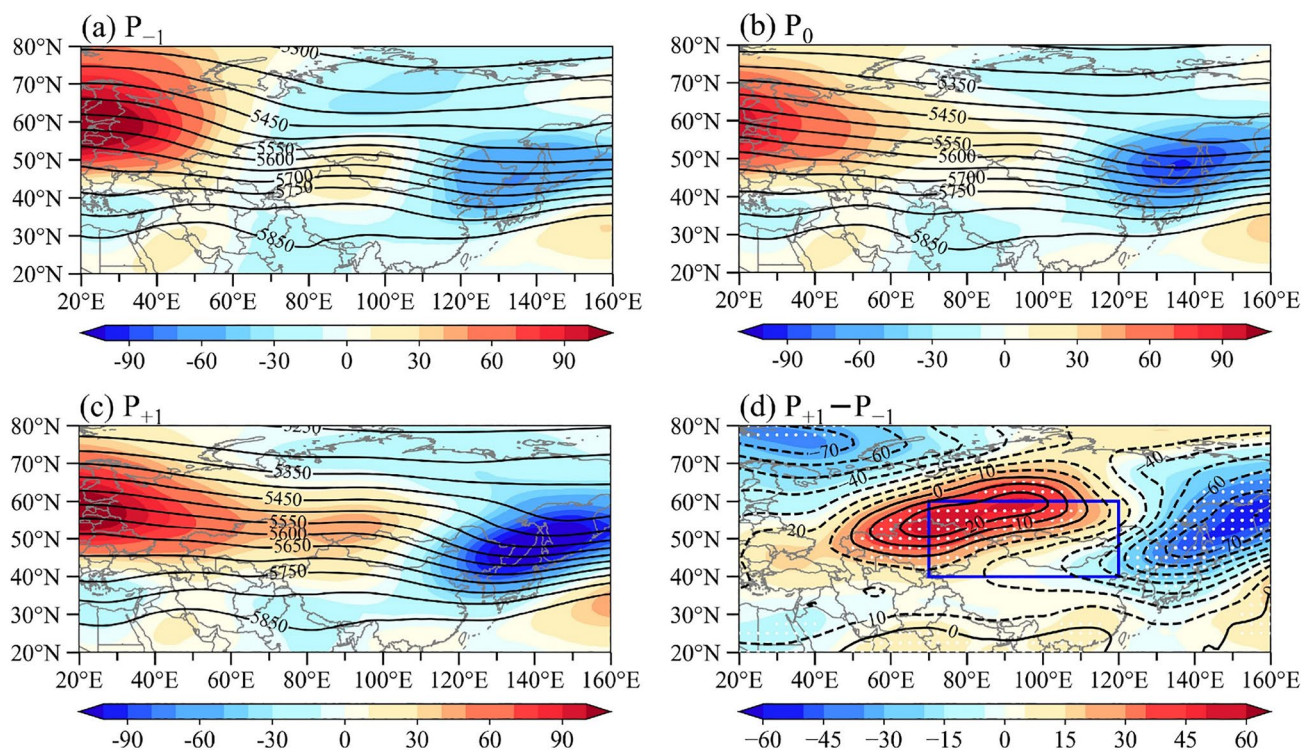 (a) P₋₁
(b) P₀
80°N
70°N
60°N
50°N
40°N
30°N
20°N
5300
5450
5550
5600
5700
5750
5850
20°E 40°E 60°E 80°E 100°E 120°E 140°E 160°E
-90 -60 -30 0 30 60 90
80°N
70°N
60°N
50°N
40°N
30°N
20°N
5350
5450
5550
5600
5700
5750
5850
20°E 40°E 60°E 80°E 100°E 120°E 140°E 160°E
-90 -60 -30 0 30 60 90
(c) P₊₁
(d) P₊₁−P₋₁
80°N
70°N
60°N
50°N
40°N
30°N
20°N
5250
5350
5450
5550
5600
5650
5750
5850
20°E 40°E 60°E 80°E 100°E 120°E 140°E 160°E
-90 -60 -30 0 30 60 90
80°N
70°N
60°N
50°N
40°N
30°N
20°N
−70
−60
−40
−10
−40
−60
0
−20
20
10
−70
−10
0
20°E 40°E 60°E 80°E 100°E 120°E 140°E 160°E
−60 −45 −30 −15 0 15 30 45 60